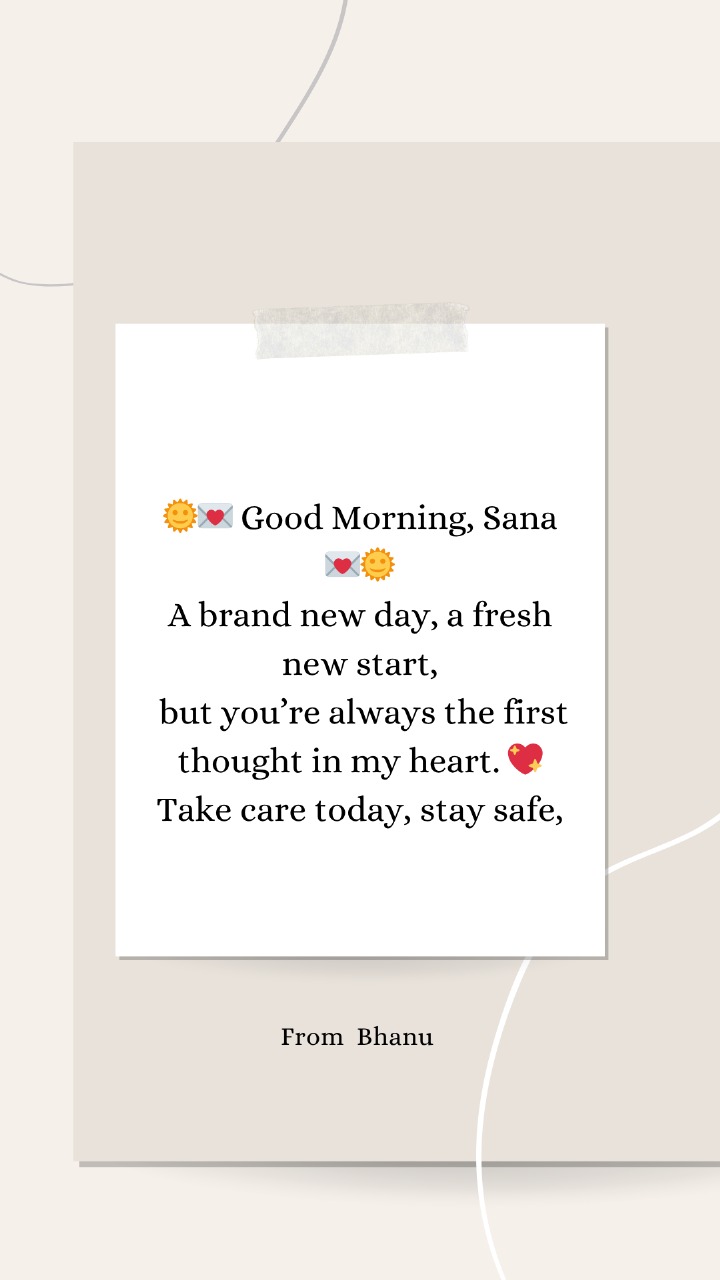 🌞💌 Good Morning, Sana
💌🌞
A brand new day, a fresh
new start,
but you’re always the first
thought in my heart. 💖
Take care today, stay safe,
From Bhanu